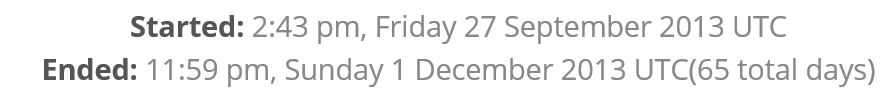 Started: 2:43 pm, Friday 27 September 2013 UTC
Ended: 11:59 pm, Sunday 1 December 2013 UTC(65 total days)